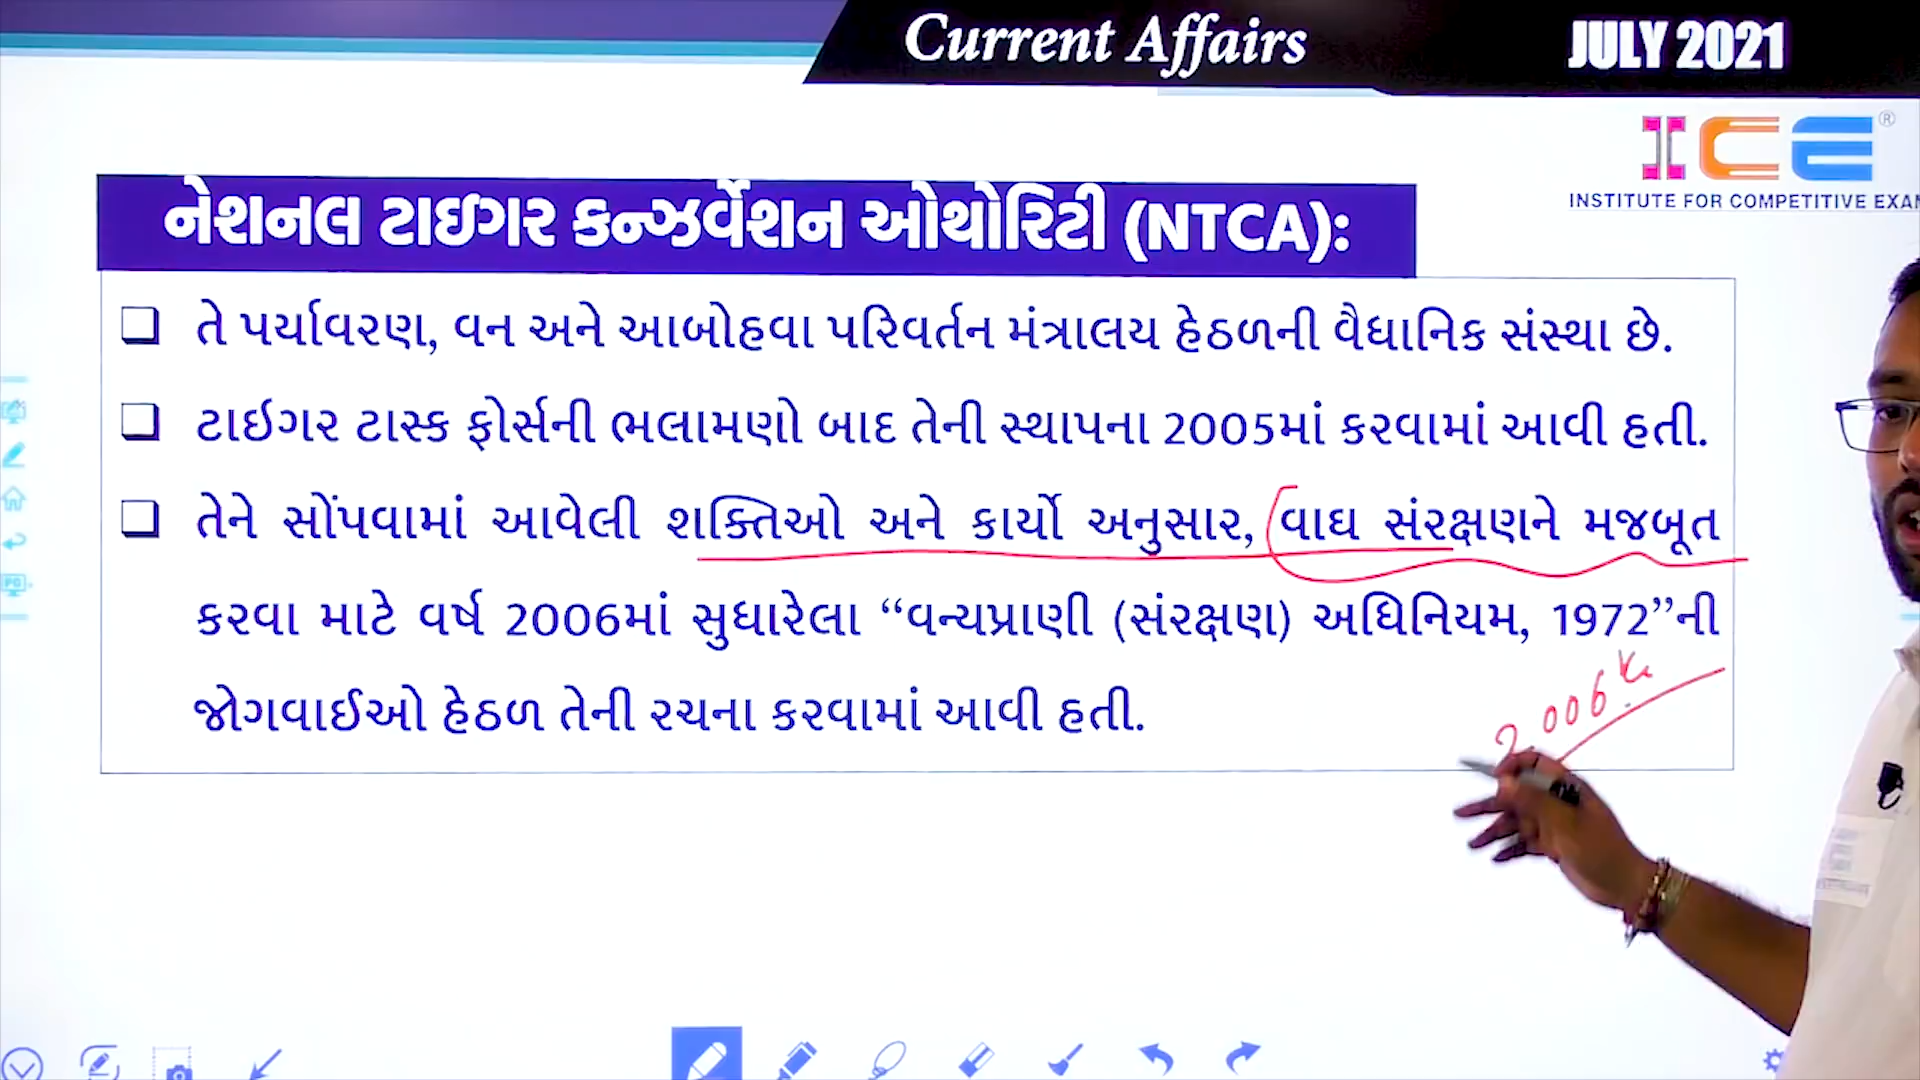 Current Affairs
JULY 2021
ICE®
INSTITUTE FOR COMPETITIVE EXAM
નેશનલ ટાઇગર કન્ઝર્વેશન ઓથોરિટી (NTCA):
તે પર્યાવરણ, વન અને આબોહવા પરિવર્તન મંત્રાલય હેઠળની વૈધાનિક સંસ્થા છે.
ટાઇગર ટાસ્ક ફોર્સની ભલામણો બાદ તેની સ્થાપના 2005માં કરવામાં આવી હતી.
તેને સોંપવામાં આવેલી શક્તિઓ અને કાર્યો અનુસાર, વાઘ સંરક્ષણને મજબૂત
કરવા માટે વર્ષ 2006માં સુધારેલા “વન્યપ્રાણી (સંરક્ષણ) અધિનિયમ, 1972”ની
જોગવાઈઓ હેઠળ તેની રચના કરવામાં આવી હતી.
2006